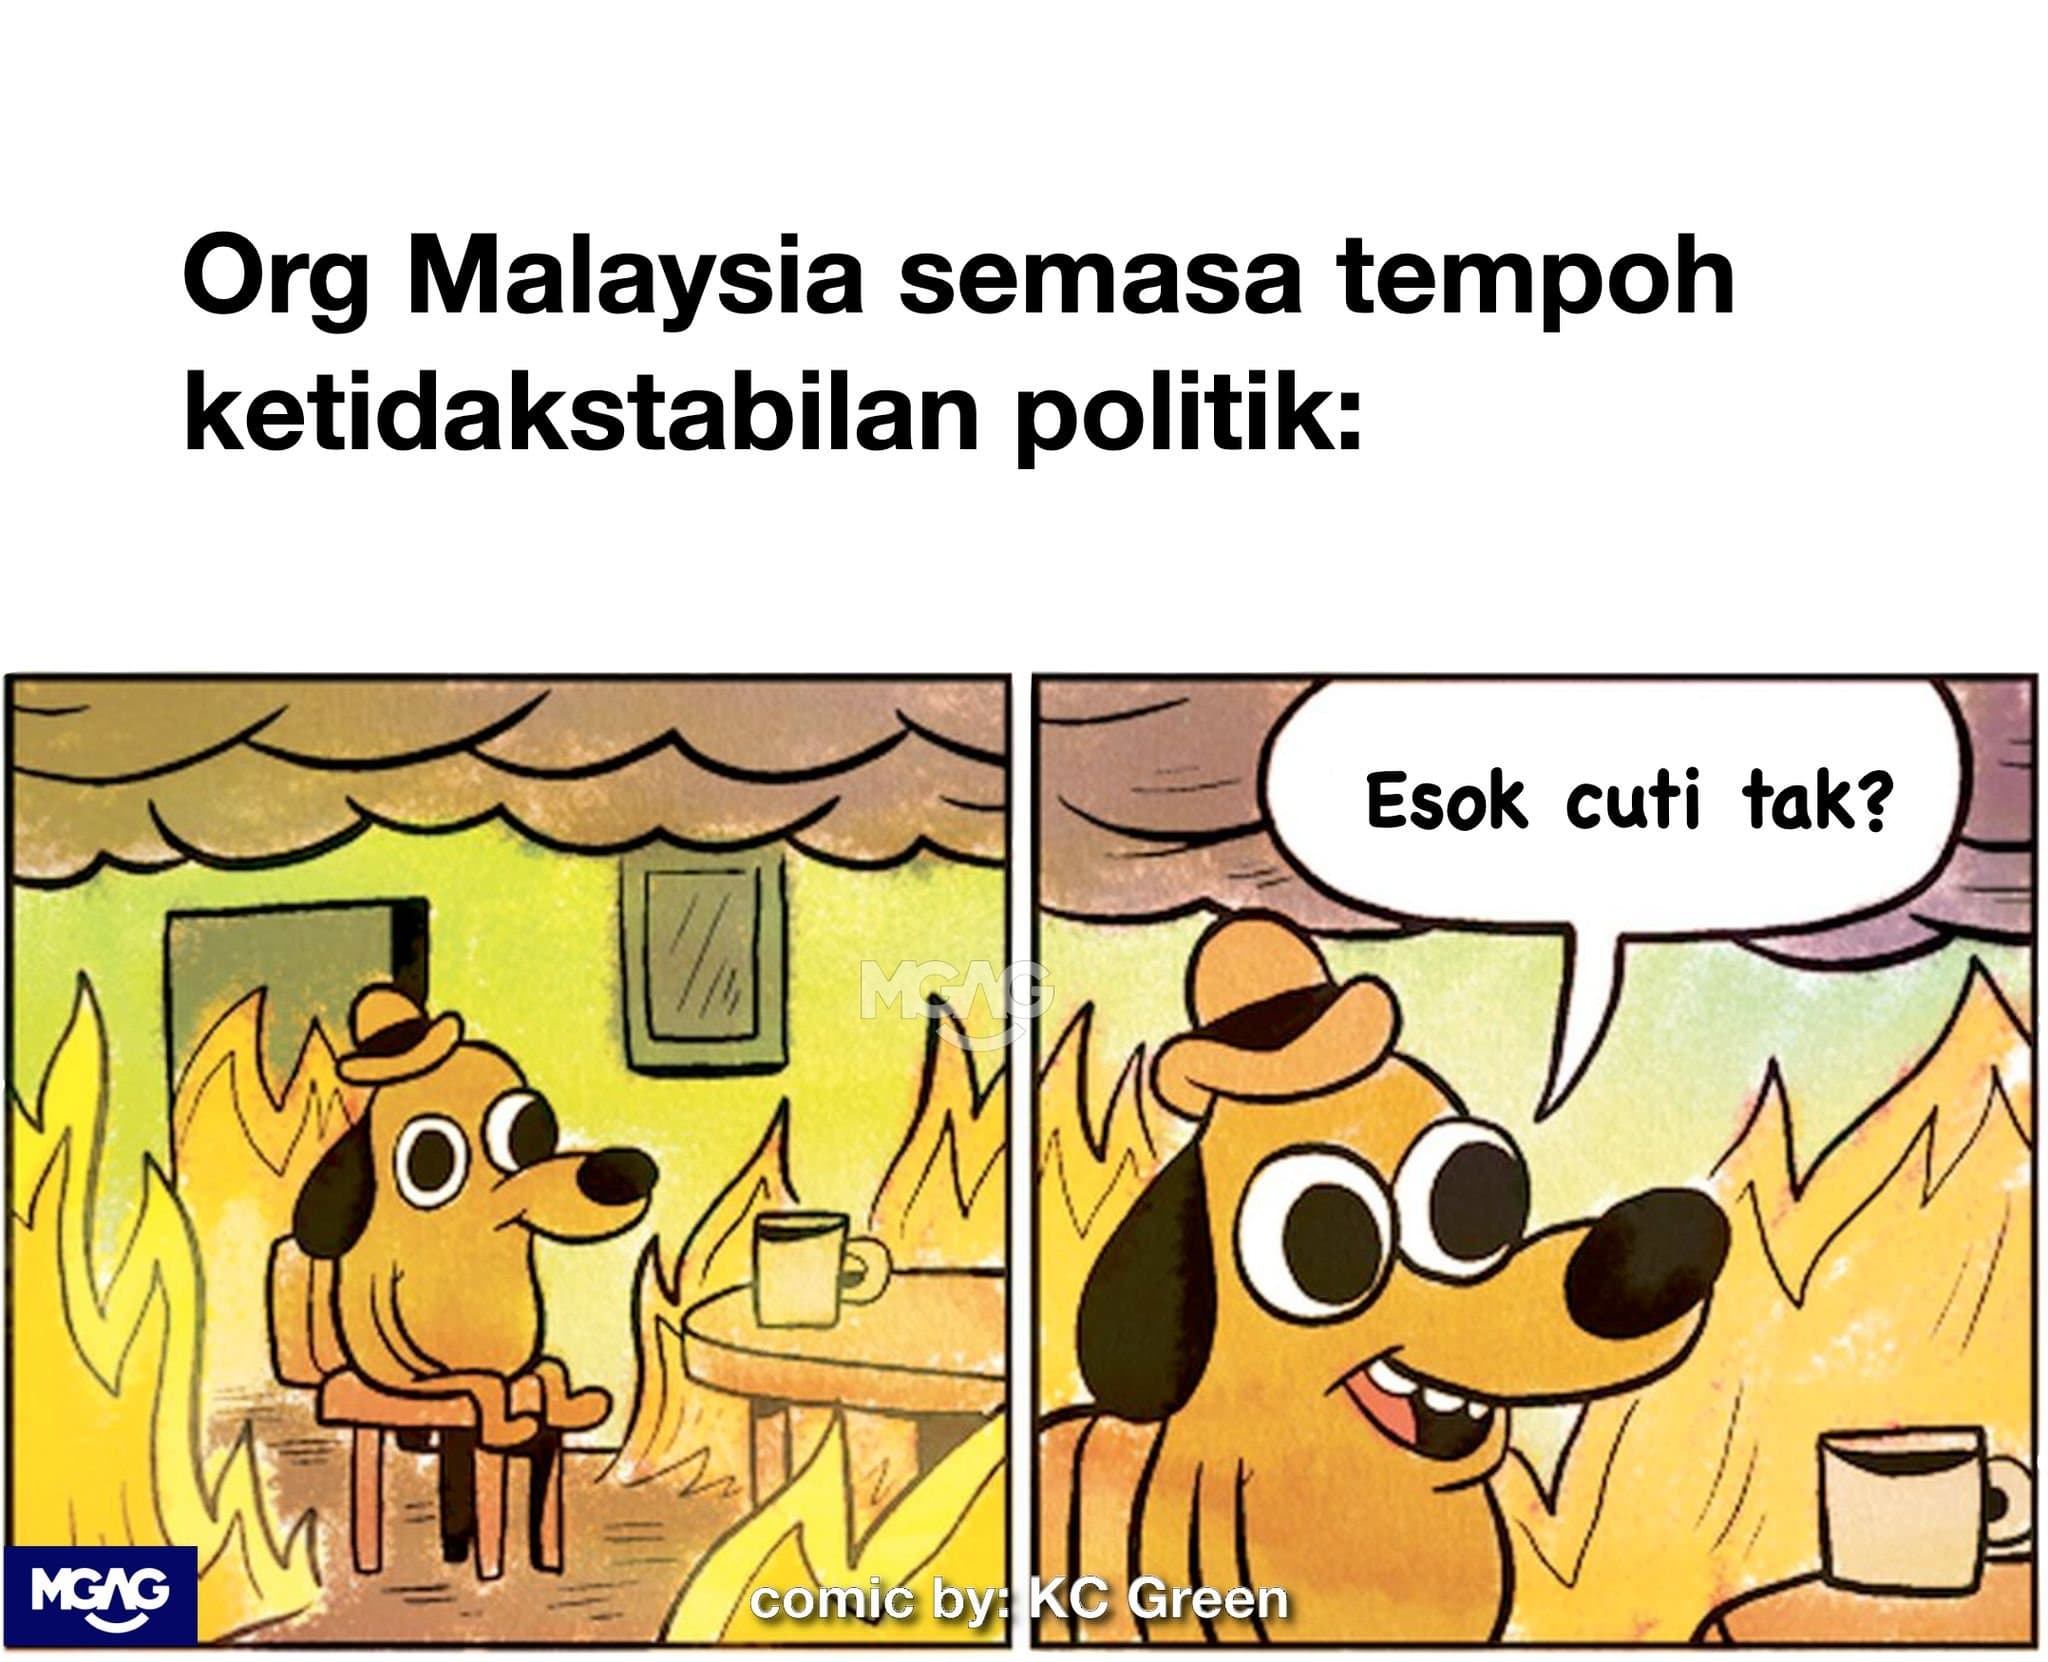 Org Malaysia semasa tempoh
ketidakstabilan politik:
Esok cuti tak?
MGAG
MGAG
comic by: KC Green